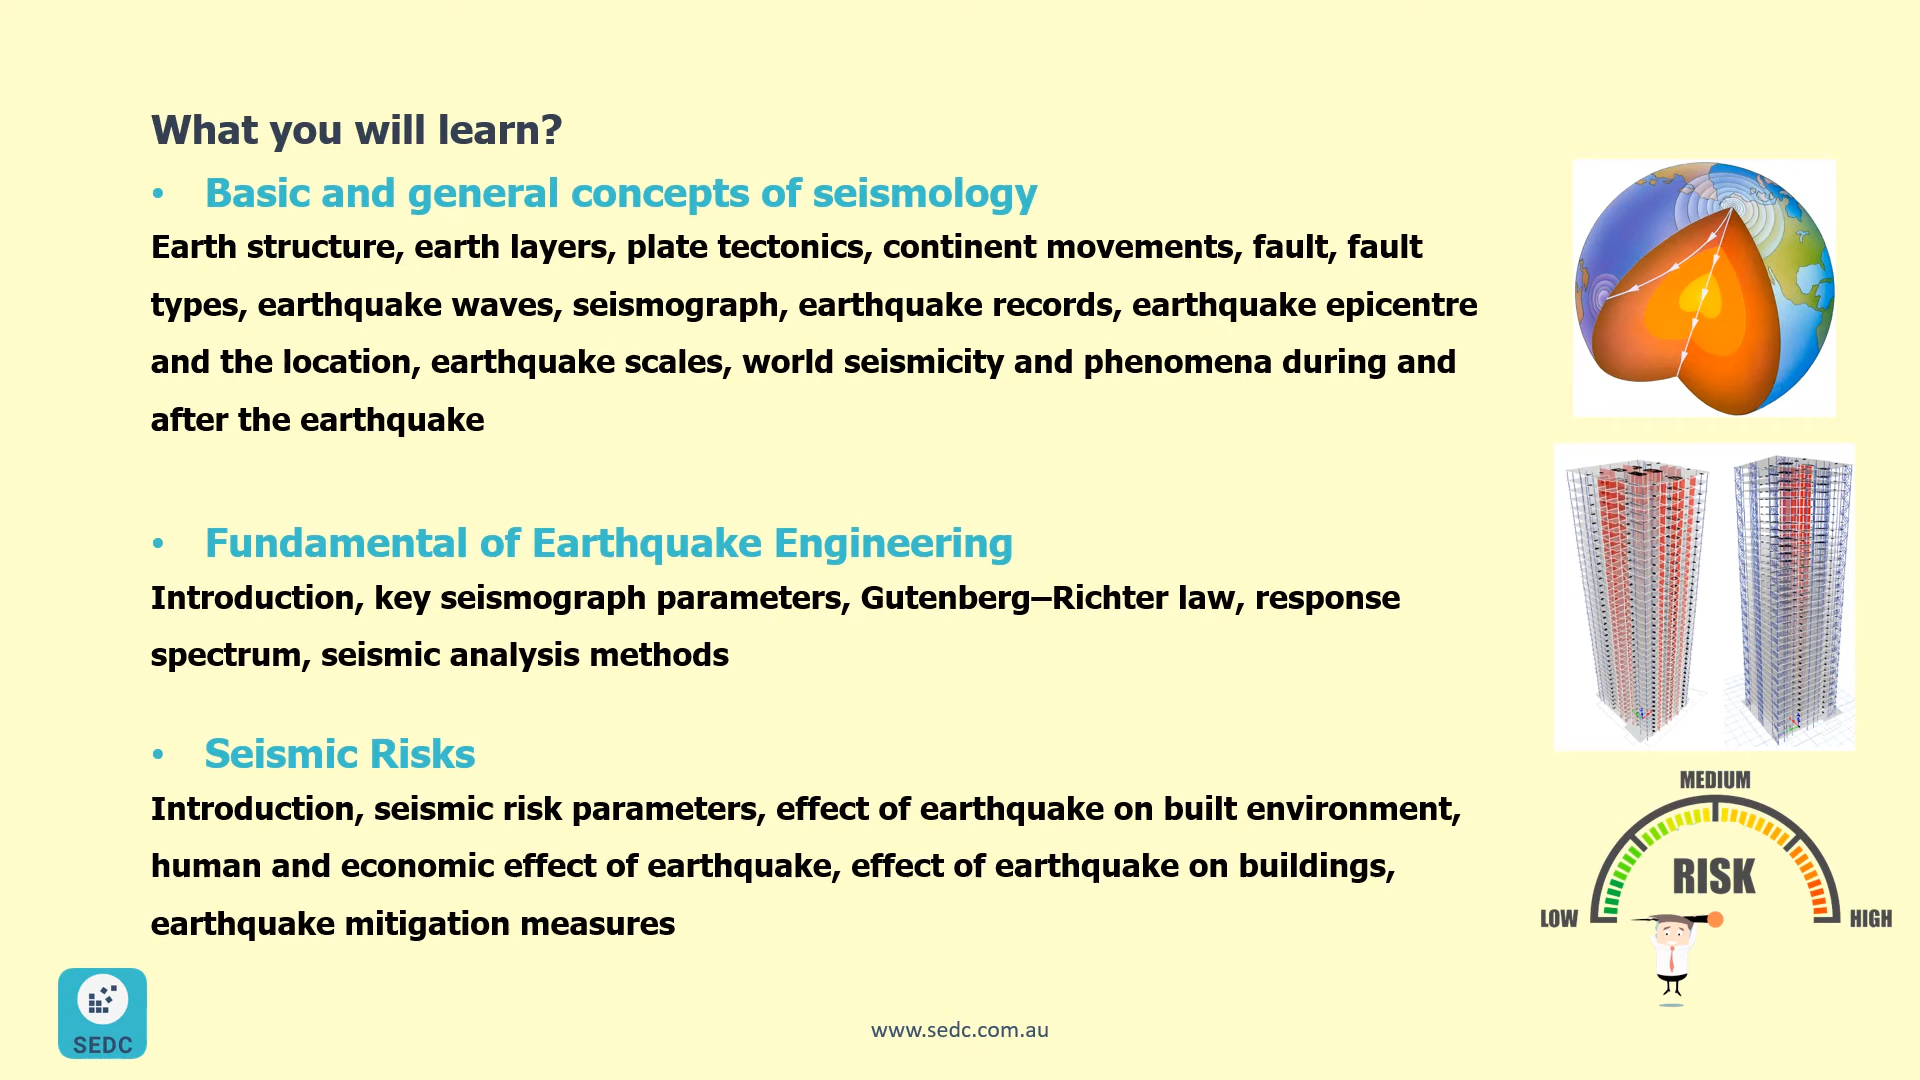 What you will learn?
• Basic and general concepts of seismology
Earth structure, earth layers, plate tectonics, continent movements, fault, fault
types, earthquake waves, seismograph, earthquake records, earthquake epicentre
and the location, earthquake scales, world seismicity and phenomena during and
after the earthquake
• Fundamental of Earthquake Engineering
Introduction, key seismograph parameters, Gutenberg–Richter law, response
spectrum, seismic analysis methods
• Seismic Risks
Introduction, seismic risk parameters, effect of earthquake on built environment,
human and economic effect of earthquake, effect of earthquake on buildings,
earthquake mitigation measures
MEDIUM
RISK
LOW
HIGH
SEDC
www.sedc.com.au